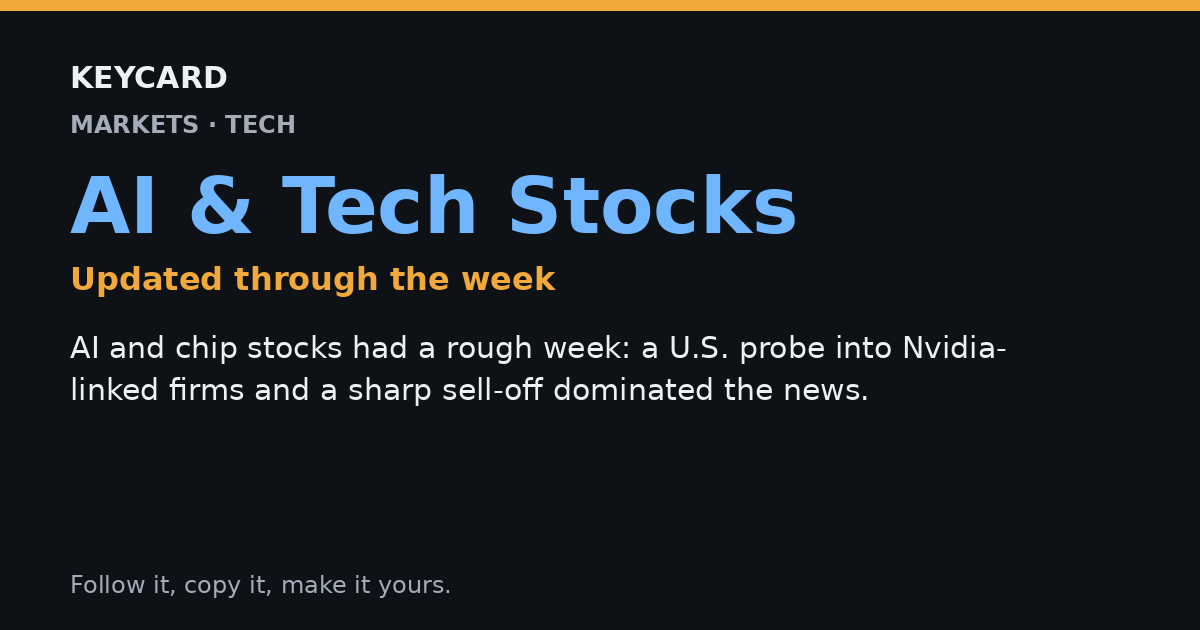 KEYCARD
MARKETS · TECH
AI & Tech Stocks
Updated through the week
AI and chip stocks had a rough week: a U.S. probe into Nvidia-
linked firms and a sharp sell-off dominated the news.
Follow it, copy it, make it yours.